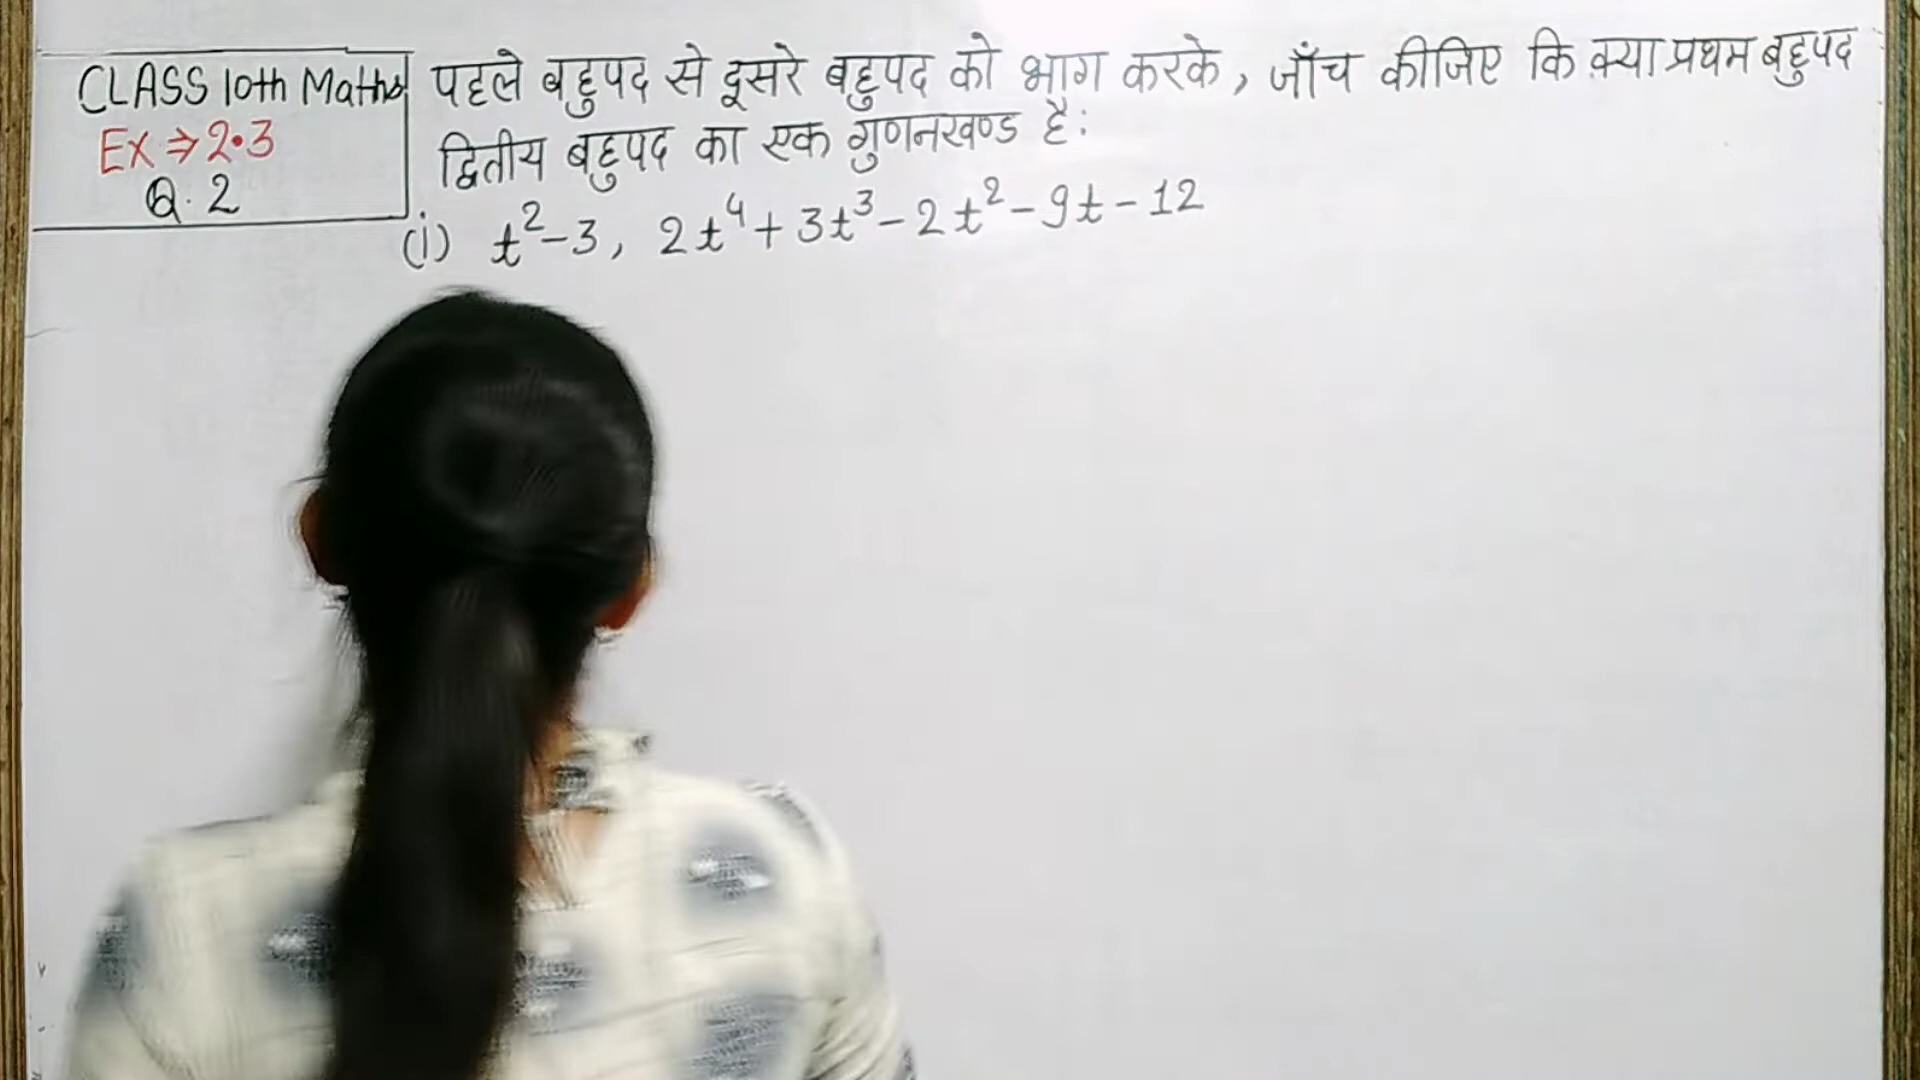 CLASS 10th Maths
Ex ⇒ 2.3
Q. 2
पहले बहुपद से दूसरे बहुपद को भाग करके, जाँच कीजिए कि क्या प्रथम बहुपद
द्वितीय बहुपद का एक गुणनखण्ड है:
(i) t²-3, 2t⁴+3t³-2t²-9t-12